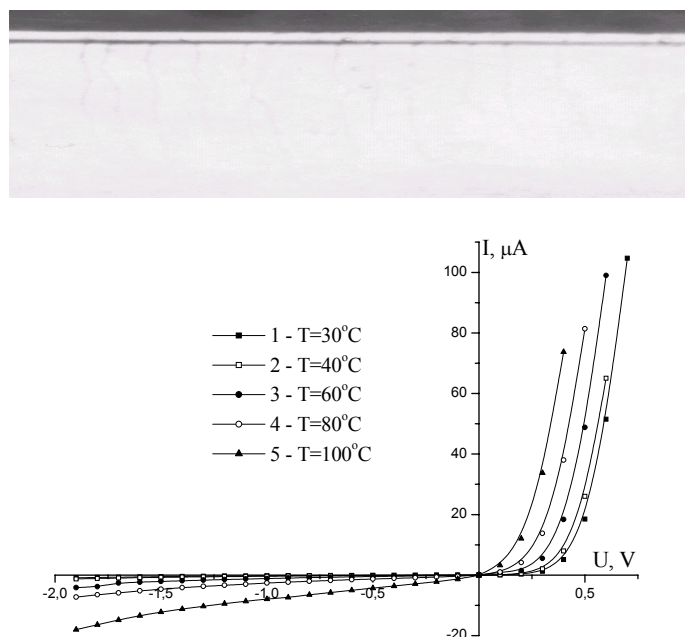 I, μA
100
80
60
40
20
-20
1 - T=30°C
2 - T=40°C
3 - T=60°C
4 - T=80°C
5 - T=100°C
U, V
-2,0 -1,5 -1,0 -0,5 0,5